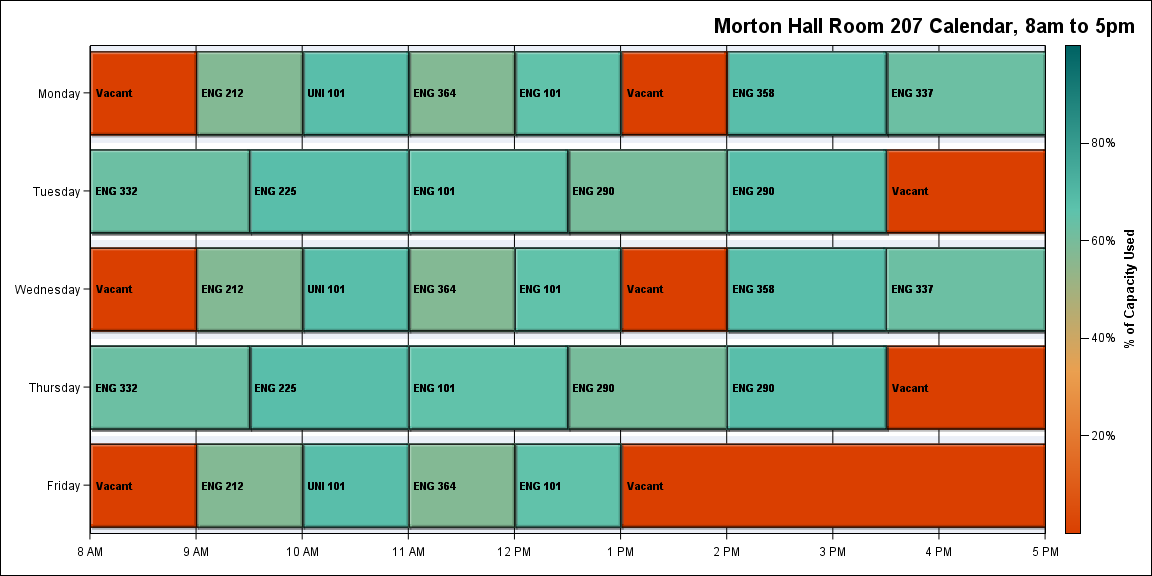 Morton Hall Room 207 Calendar, 8am to 5pm
Monday
Vacant
ENG 212
UNI 101
ENG 364
ENG 101
Vacant
ENG 358
ENG 337
Tuesday
ENG 332
ENG 225
ENG 101
ENG 290
ENG 290
Vacant
Wednesday
Vacant
ENG 212
UNI 101
ENG 364
ENG 101
Vacant
ENG 358
ENG 337
Thursday
ENG 332
ENG 225
ENG 101
ENG 290
ENG 290
Vacant
Friday
Vacant
ENG 212
UNI 101
ENG 364
ENG 101
Vacant
8 AM
9 AM
10 AM
11 AM
12 PM
1 PM
2 PM
3 PM
4 PM
5 PM
80%
60%
40%
20%
% of Capacity Used